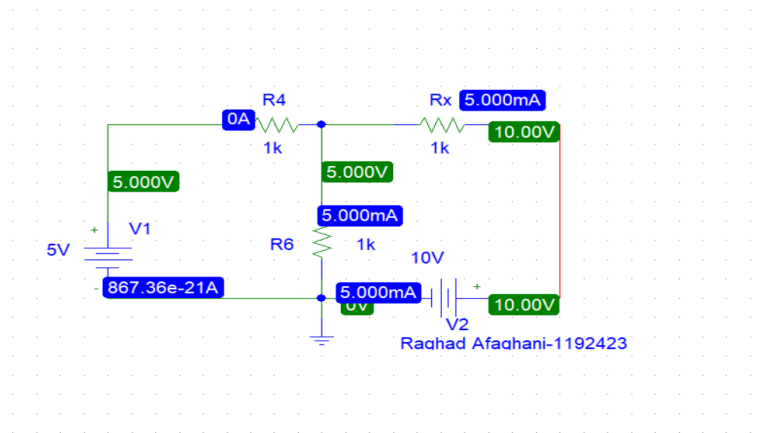 R4
Rx
5.000mA
0A
10.00V
1k
1k
5.000V
5.000V
5.000mA
+
V1
5V
R6
1k
10V
-
867.36e-21A
5.000mA
+
0V
10.00V
V2
Raghad Afaghani-1192423